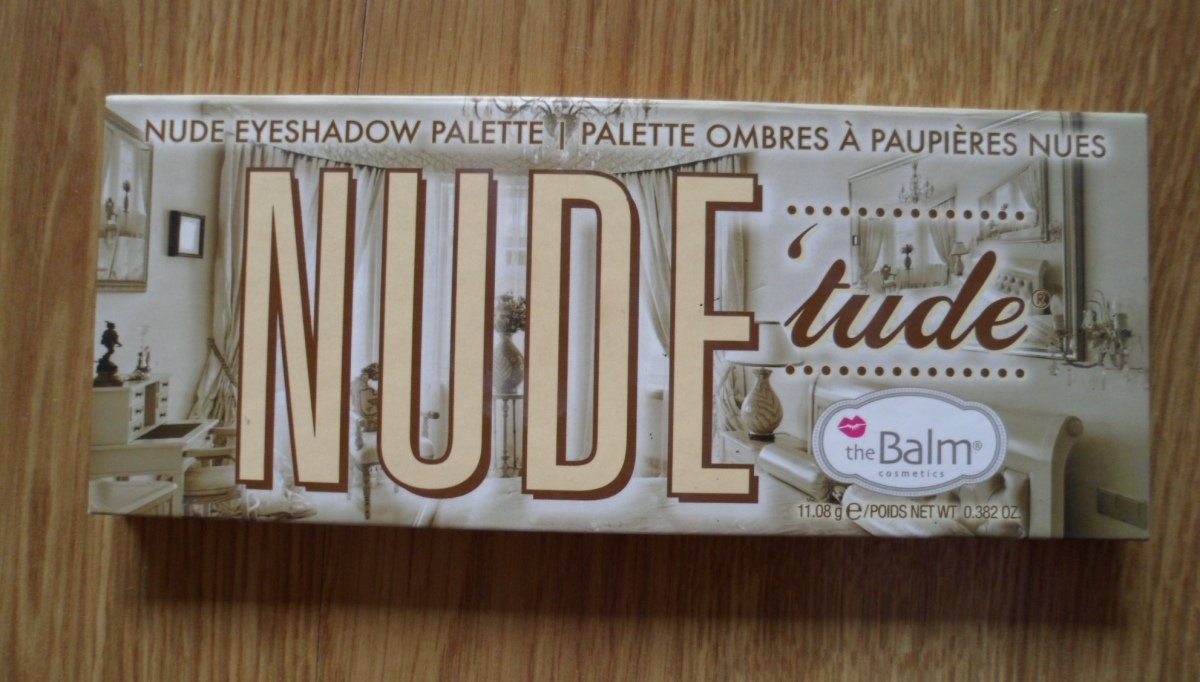 NUDE EYESHADOW PALETTE | PALETTE OMBRES À PAUPIÈRES NUES
NUDE
'tude®
the Balm®
cosmetics
11.08 g ℮/POIDS NET WT 0.382 OZ.